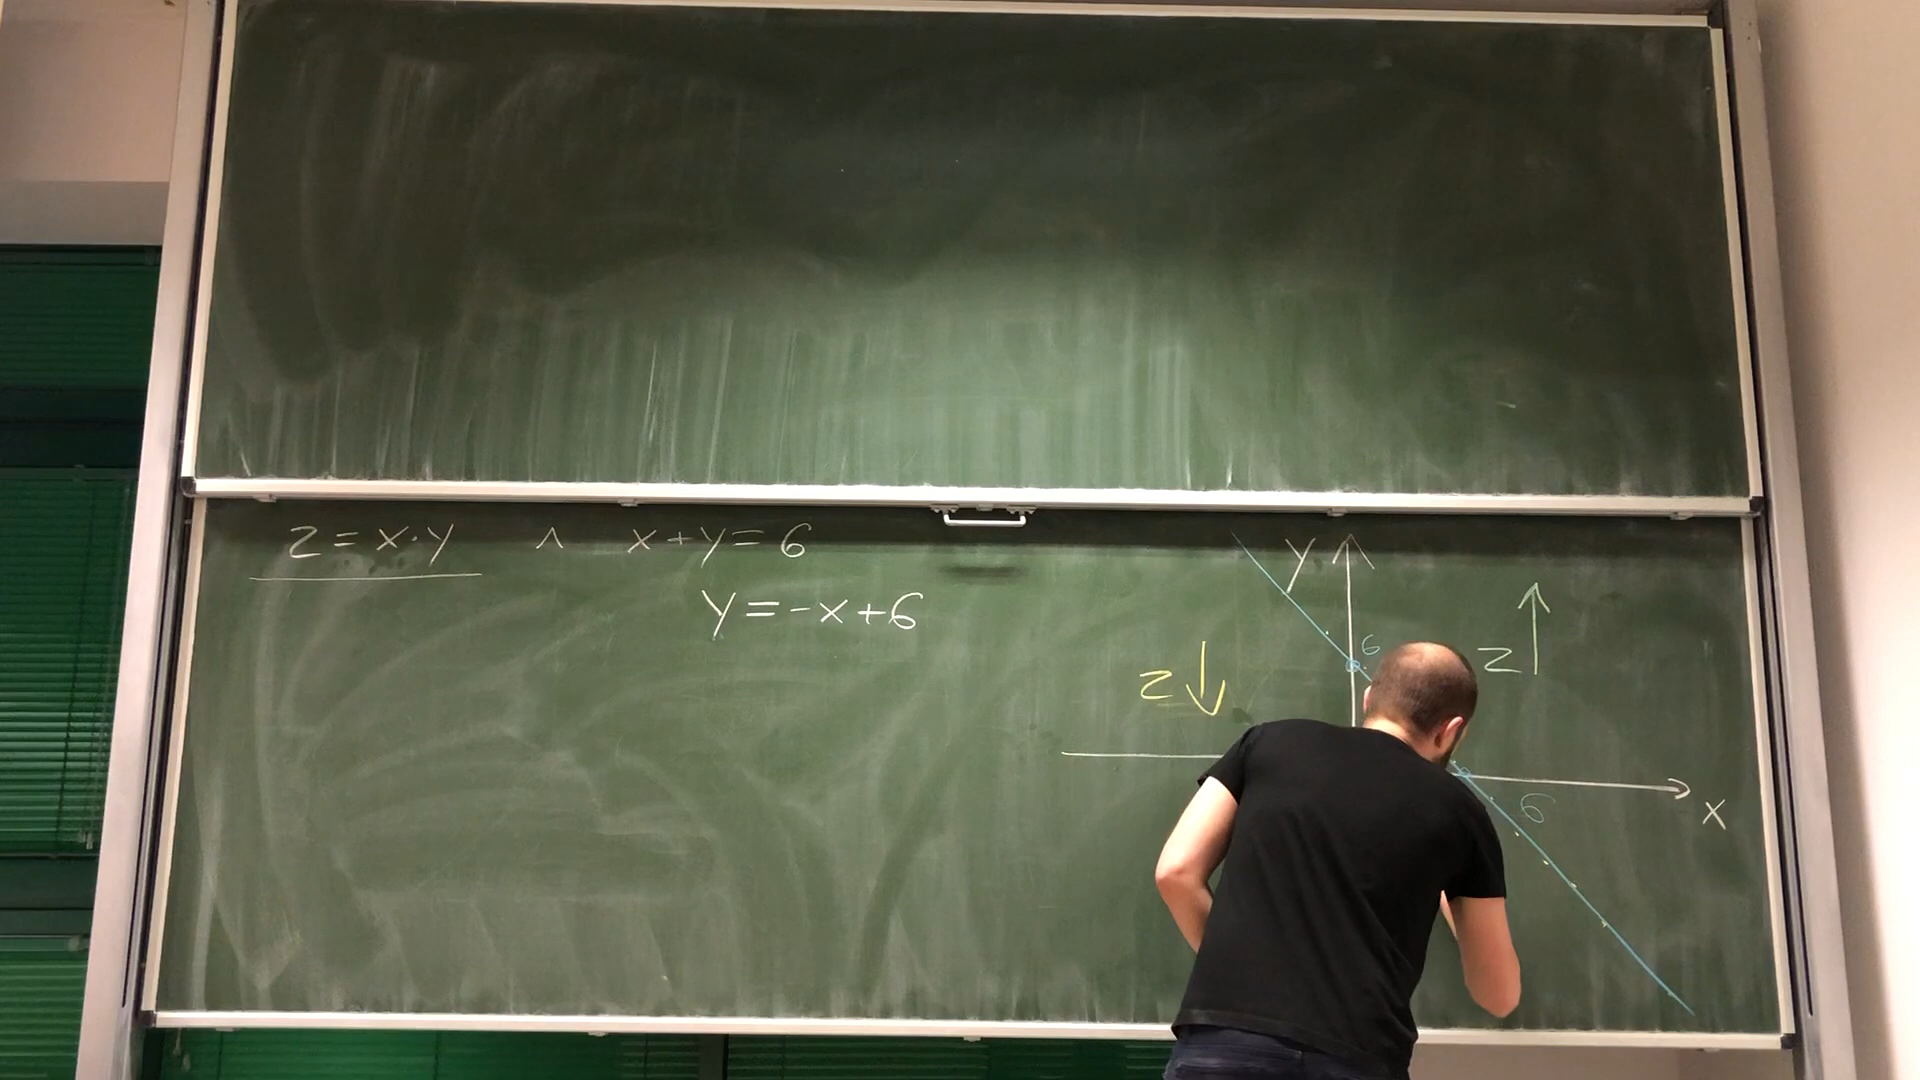 z = x·y ∧ x+y = 6
y = -x+6
y
6
z↑
z↓
6
x